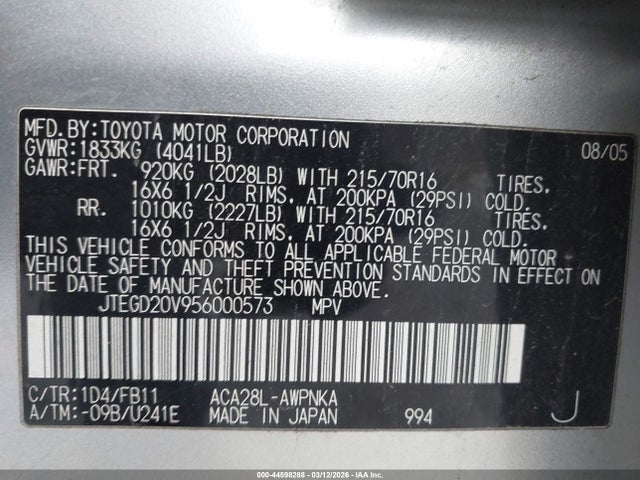 MFD.BY:TOYOTA MOTOR CORPORATION 08/05
GVWR:1833KG (4041LB)
GAWR:FRT. 920KG (2028LB) WITH 215/70R16 TIRES,
16X6 1/2J RIMS, AT 200KPA (29PSI) COLD.
RR. 1010KG (2227LB) WITH 215/70R16 TIRES,
16X6 1/2J RIMS, AT 200KPA (29PSI) COLD.
THIS VEHICLE CONFORMS TO ALL APPLICABLE FEDERAL MOTOR
VEHICLE SAFETY AND THEFT PREVENTION STANDARDS IN EFFECT ON
THE DATE OF MANUFACTURE SHOWN ABOVE.
JTEGD20V956000573 MPV
C/TR:1D4/FB11 ACA28L-AWPNKA
A/TM:-09B/U241E MADE IN JAPAN 994 J
000-44598288 - 03/12/2026 - IAA Inc.